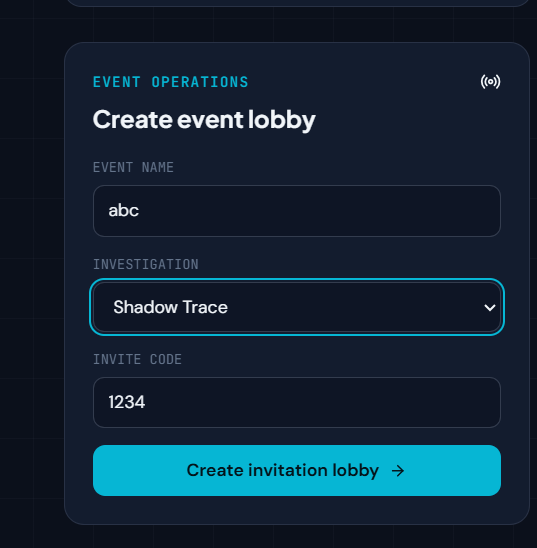 EVENT OPERATIONS
Create event lobby
EVENT NAME
abc
INVESTIGATION
Shadow Trace
INVITE CODE
1234
Create invitation lobby →